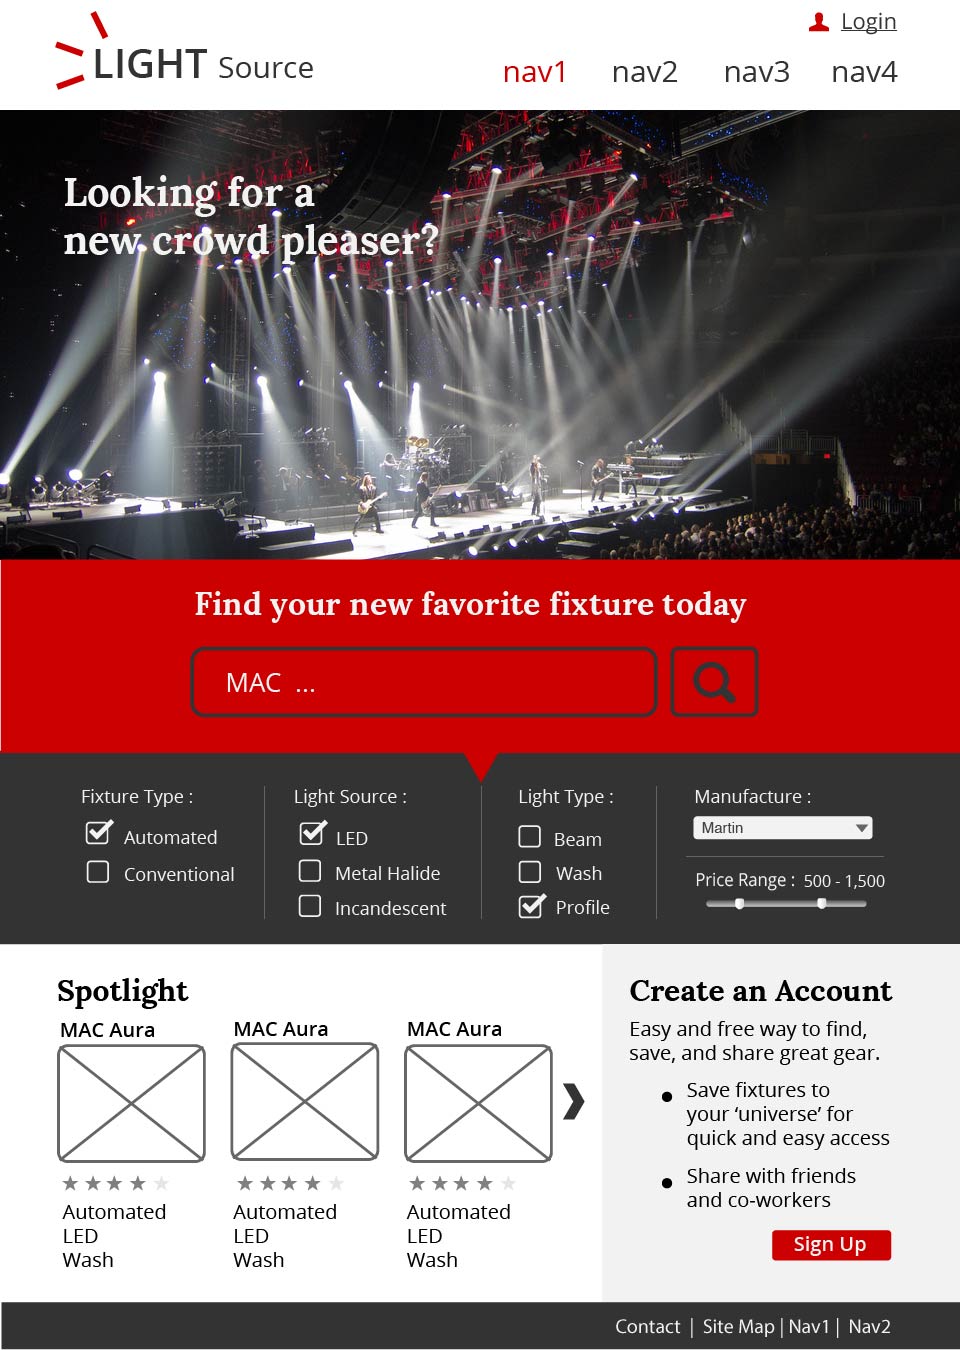 Login
LIGHT Source
nav1 nav2 nav3 nav4
Looking for a
new crowd pleaser?
Find your new favorite fixture today
MAC ...
Fixture Type :
Automated
Conventional
Light Source :
LED
Metal Halide
Incandescent
Light Type :
Beam
Wash
Profile
Manufacture :
Martin
Price Range : 500 - 1,500
Spotlight
MAC Aura
Automated
LED
Wash
MAC Aura
Automated
LED
Wash
MAC Aura
Automated
LED
Wash
Create an Account
Easy and free way to find,
save, and share great gear.
Save fixtures to
your ‘universe’ for
quick and easy access
Share with friends
and co-workers
Sign Up
Contact | Site Map | Nav1 | Nav2